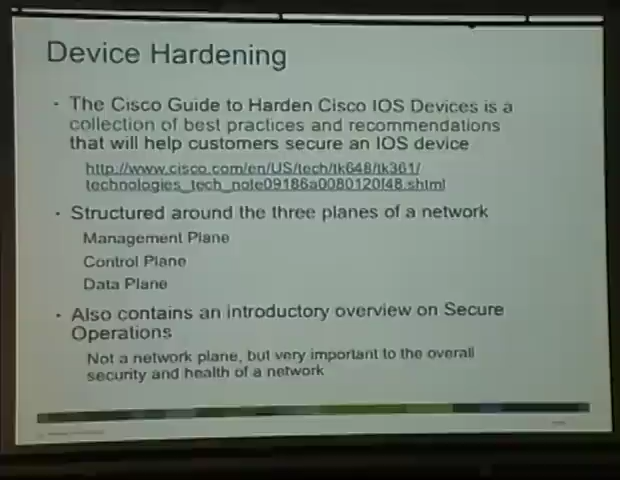 Device Hardening
· The Cisco Guide to Harden Cisco IOS Devices is a
collection of best practices and recommendations
that will help customers secure an IOS device
http://www.cisco.com/en/US/tech/tk648/tk361/
technologies_tech_note09186a0080120f48.shtml
· Structured around the three planes of a network
Management Plane
Control Plane
Data Plane
· Also contains an introductory overview on Secure
Operations
Not a network plane, but very important to the overall
security and health of a network